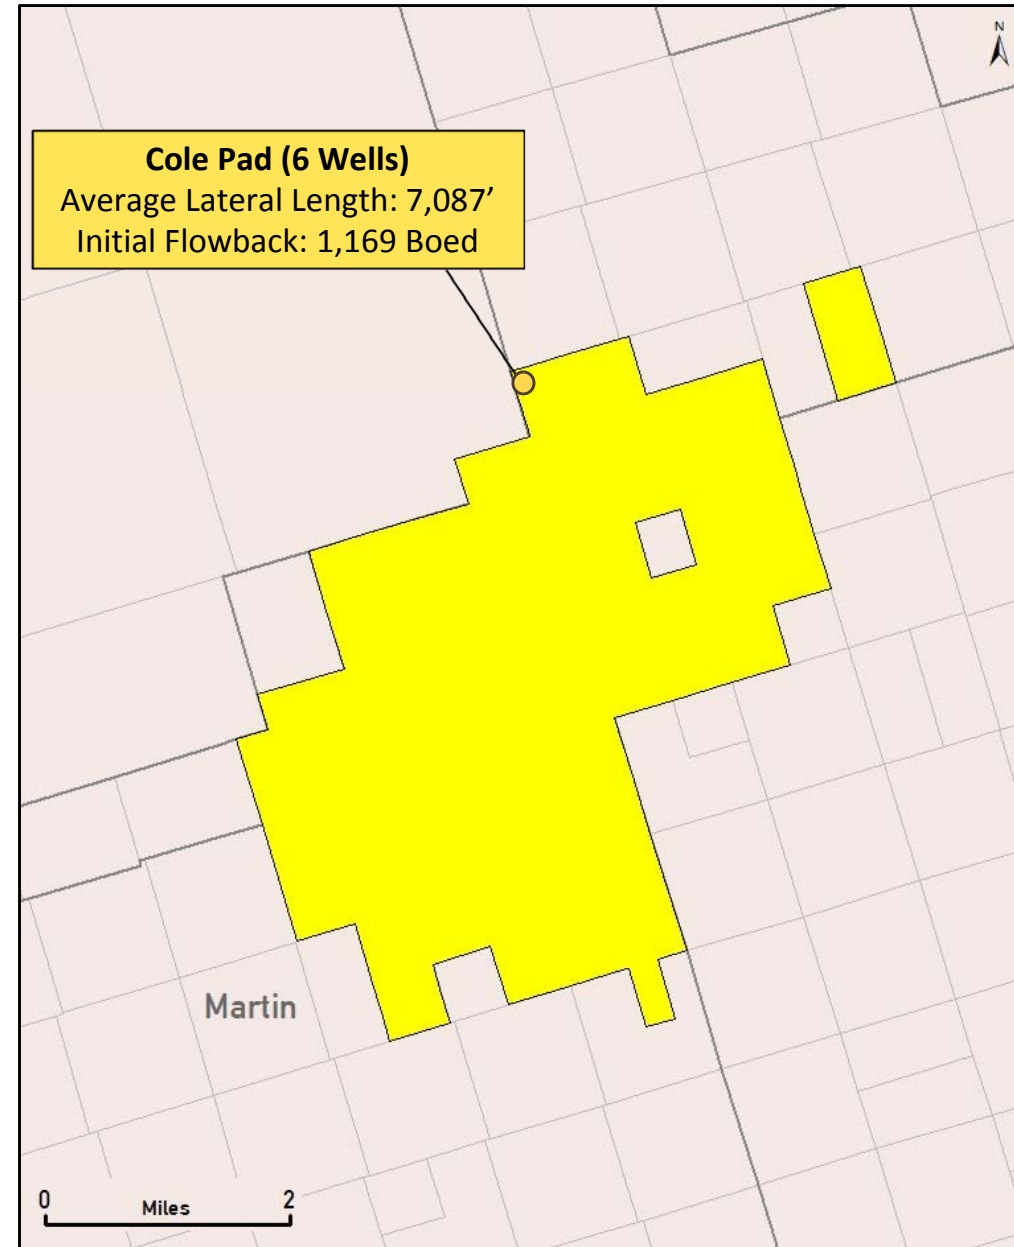 N
Cole Pad (6 Wells)
Average Lateral Length: 7,087’
Initial Flowback: 1,169 Boed
Martin
0 Miles 2